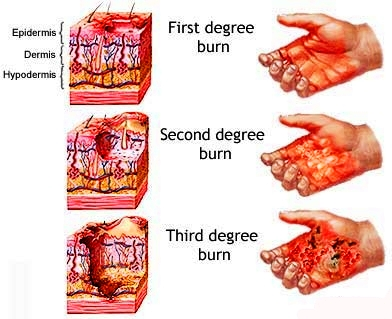 Epidermis
Dermis
Hypodermis
First degree
burn
Second degree
burn
Third degree
burn